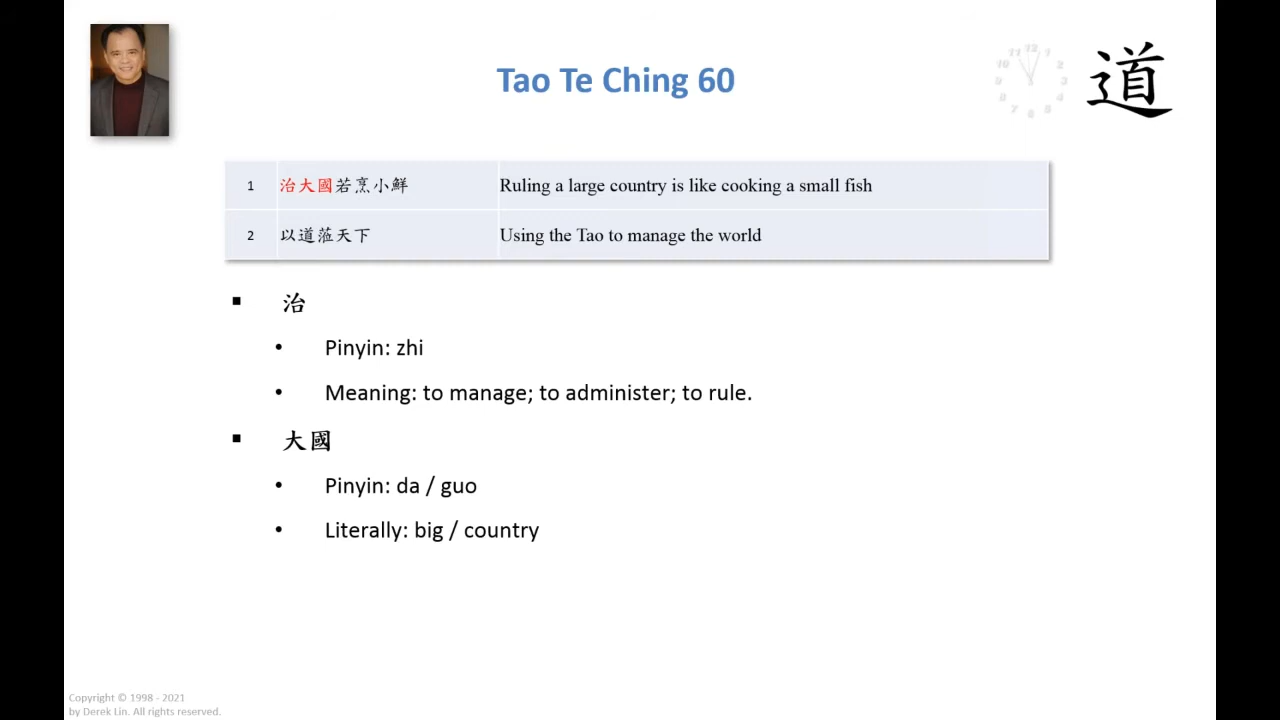 Tao Te Ching 60
道
1 治大國若烹小鮮 Ruling a large country is like cooking a small fish
2 以道蒞天下 Using the Tao to manage the world
▪ 治
• Pinyin: zhi
• Meaning: to manage; to administer; to rule.
▪ 大國
• Pinyin: da / guo
• Literally: big / country
Copyright © 1998 - 2021
by Derek Lin. All rights reserved.